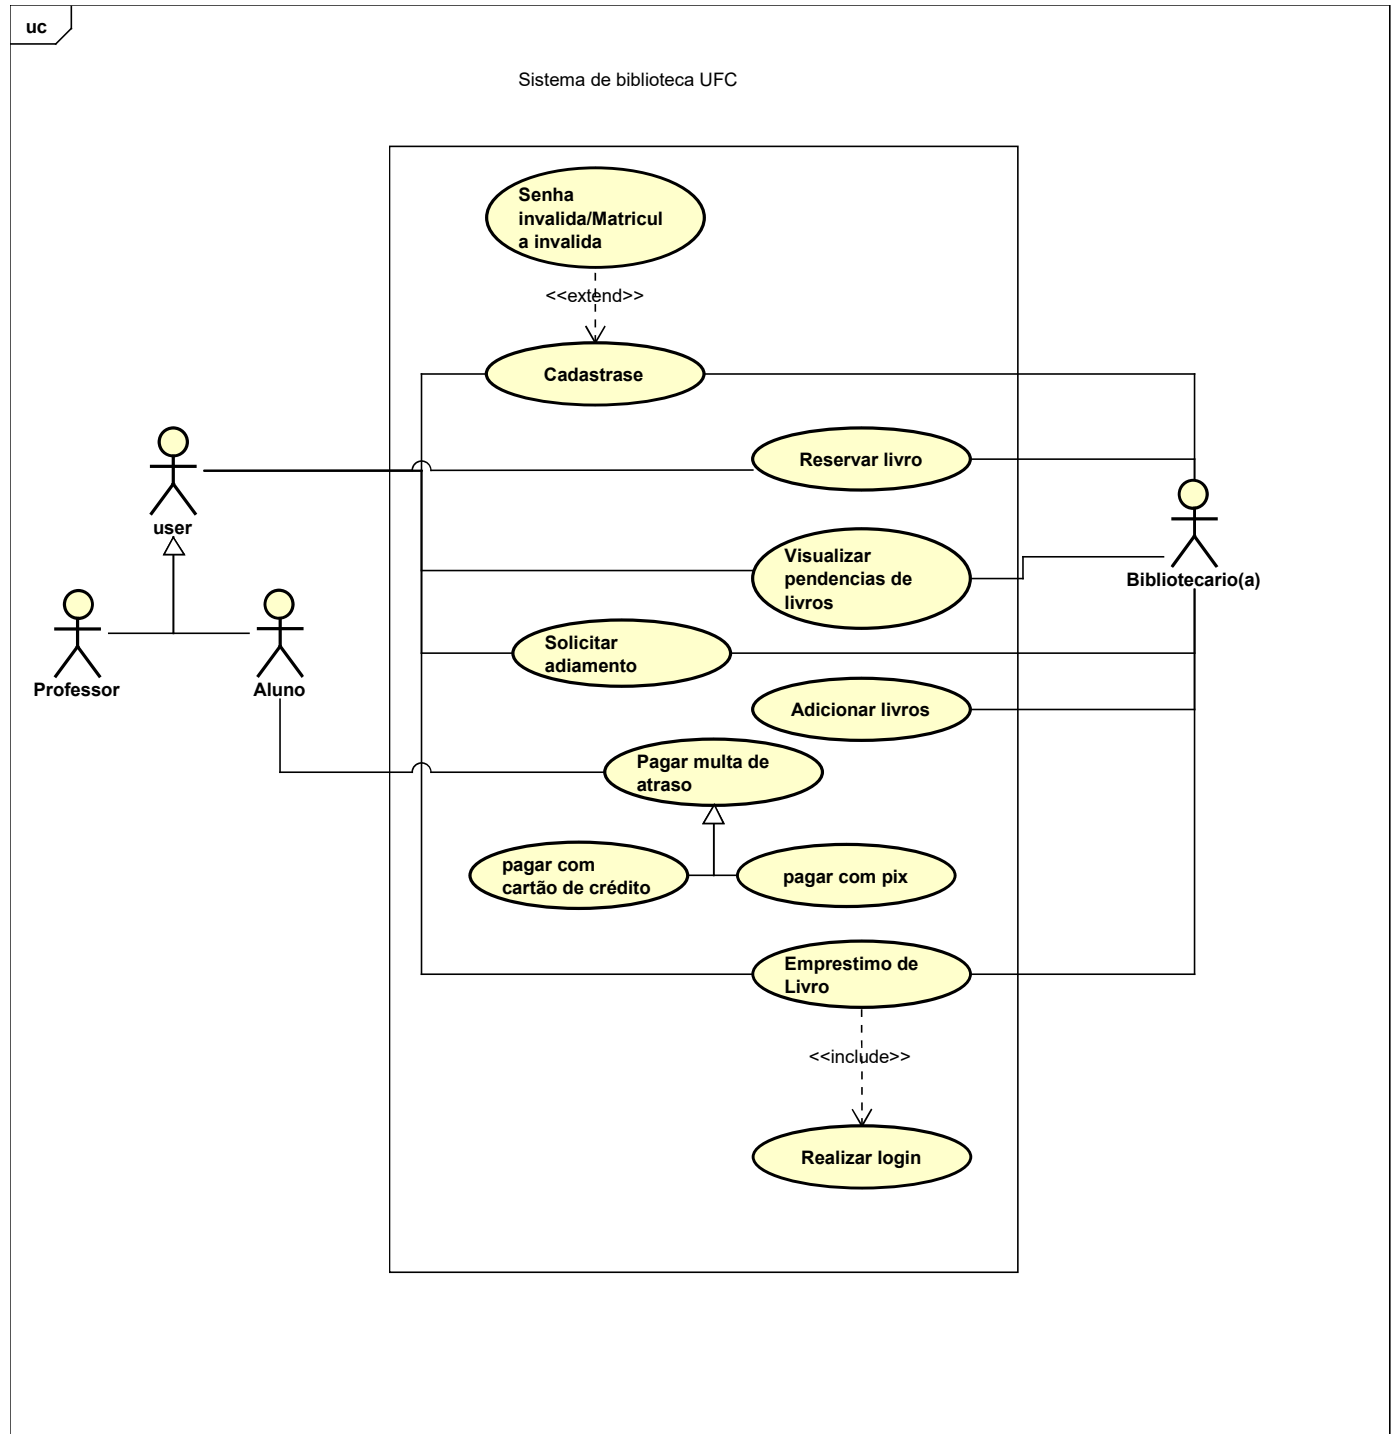 uc
Sistema de biblioteca UFC
Senha
invalida/Matricul
a invalida
<<extend>>
Cadastrase
Reservar livro
user
Visualizar
pendencias de
livros
Bibliotecario(a)
Solicitar
adiamento
Professor
Aluno
Adicionar livros
Pagar multa de
atraso
pagar com
cartão de crédito
pagar com pix
Emprestimo de
Livro
<<include>>
Realizar login